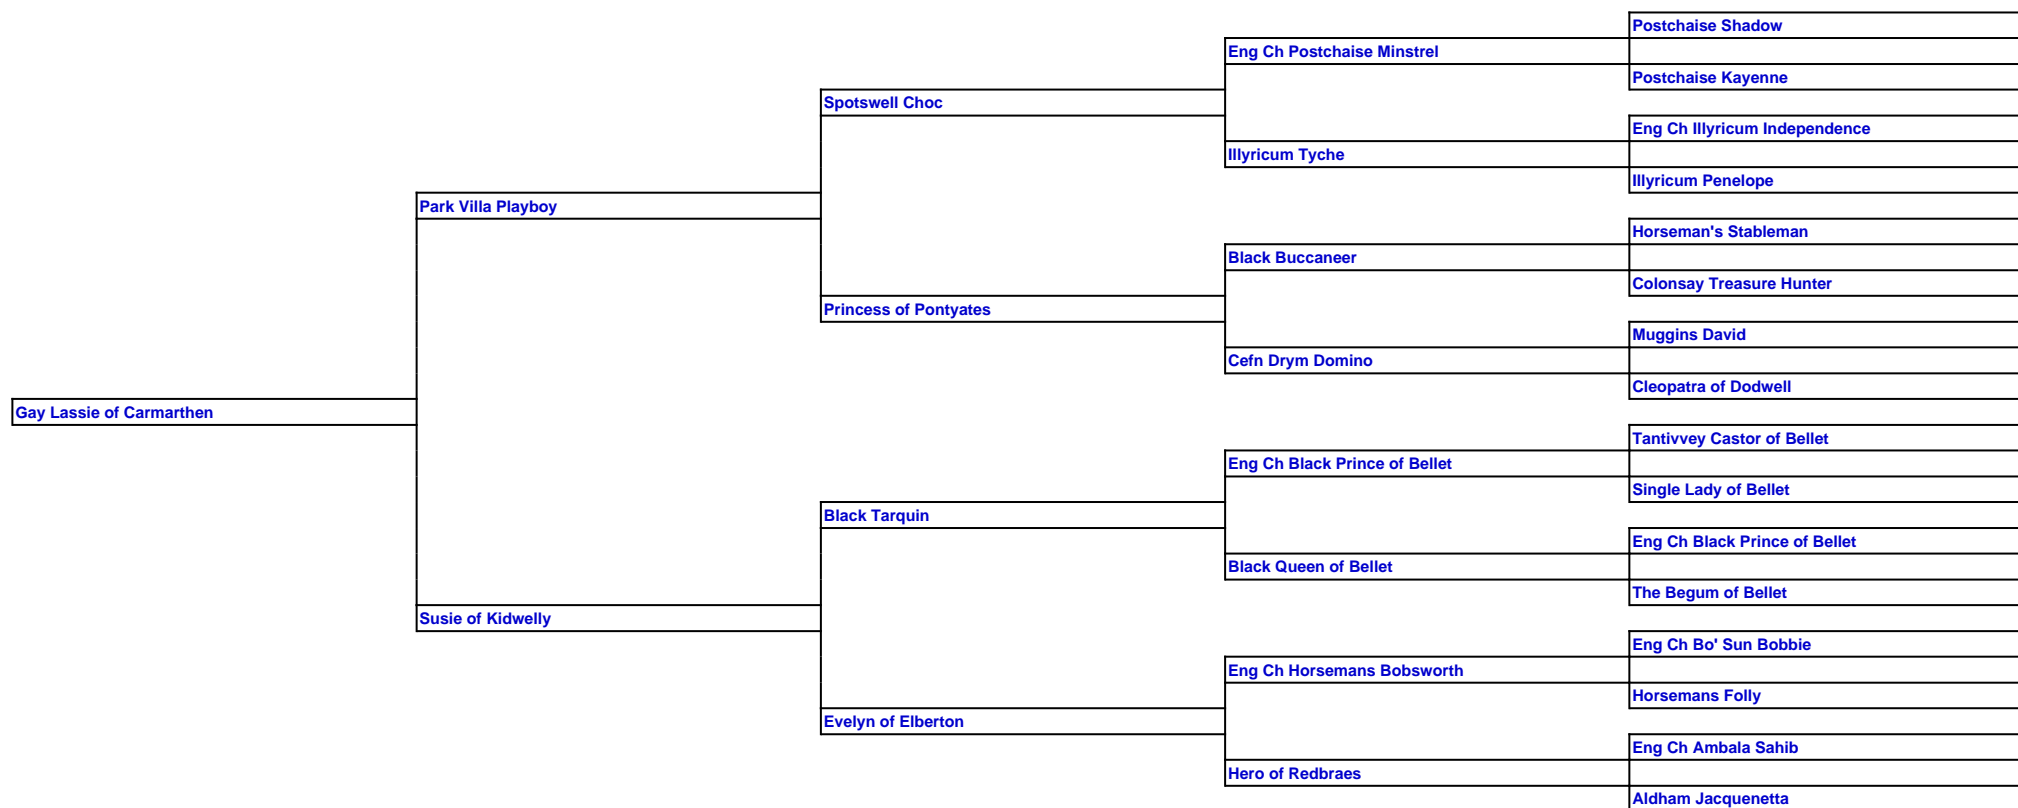 Postchaise Shadow
Eng Ch Postchaise Minstrel
Postchaise Kayenne
Spotswell Choc
Eng Ch Illyricum Independence
Illyricum Tyche
Illyricum Penelope
Park Villa Playboy
Horseman's Stableman
Black Buccaneer
Colonsay Treasure Hunter
Princess of Pontyates
Muggins David
Cefn Drym Domino
Cleopatra of Dodwell
Gay Lassie of Carmarthen
Tantivvey Castor of Bellet
Eng Ch Black Prince of Bellet
Single Lady of Bellet
Black Tarquin
Eng Ch Black Prince of Bellet
Black Queen of Bellet
The Begum of Bellet
Susie of Kidwelly
Eng Ch Bo' Sun Bobbie
Eng Ch Horsemans Bobsworth
Horsemans Folly
Evelyn of Elberton
Eng Ch Ambala Sahib
Hero of Redbraes
Aldham Jacquenetta